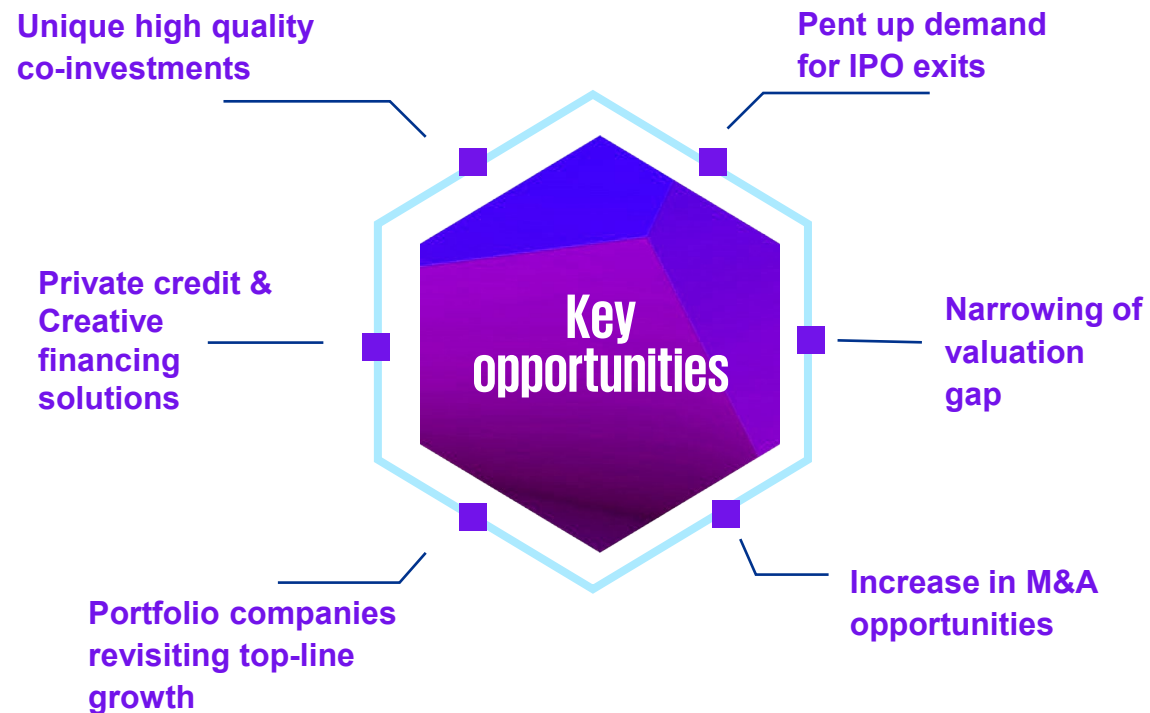 Unique high quality
co-investments
Pent up demand
for IPO exits
Private credit &
Creative
financing
solutions
Key
opportunities
Narrowing of
valuation
gap
Portfolio companies
revisiting top-line
growth
Increase in M&A
opportunities